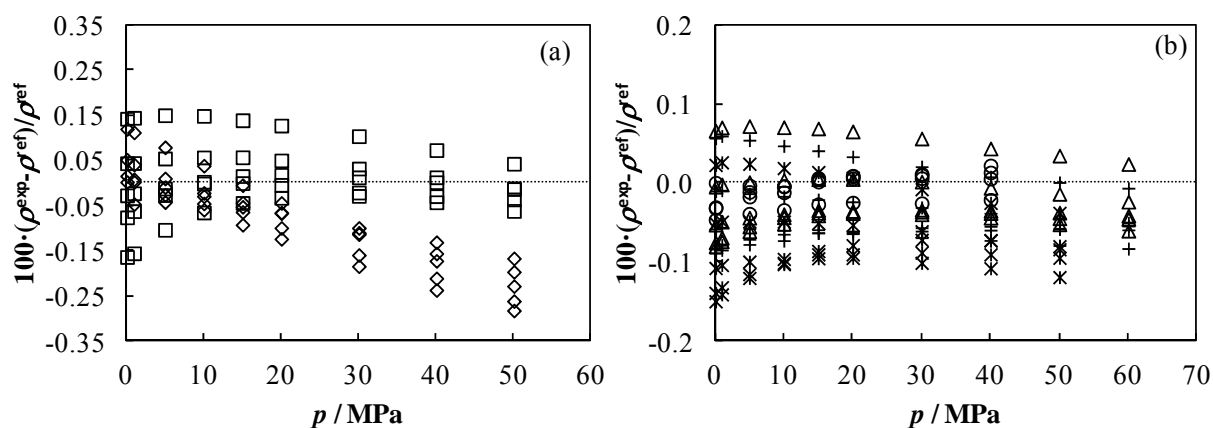 100·(ρexp-ρref)/ρref
0.35
0.25
0.15
0.05
-0.05
-0.15
-0.25
-0.35
(a)
0 10 20 30 40 50 60
p / MPa
100·(ρexp-ρref)/ρref
0.2
0.1
0.0
-0.1
-0.2
(b)
0 10 20 30 40 50 60 70
p / MPa